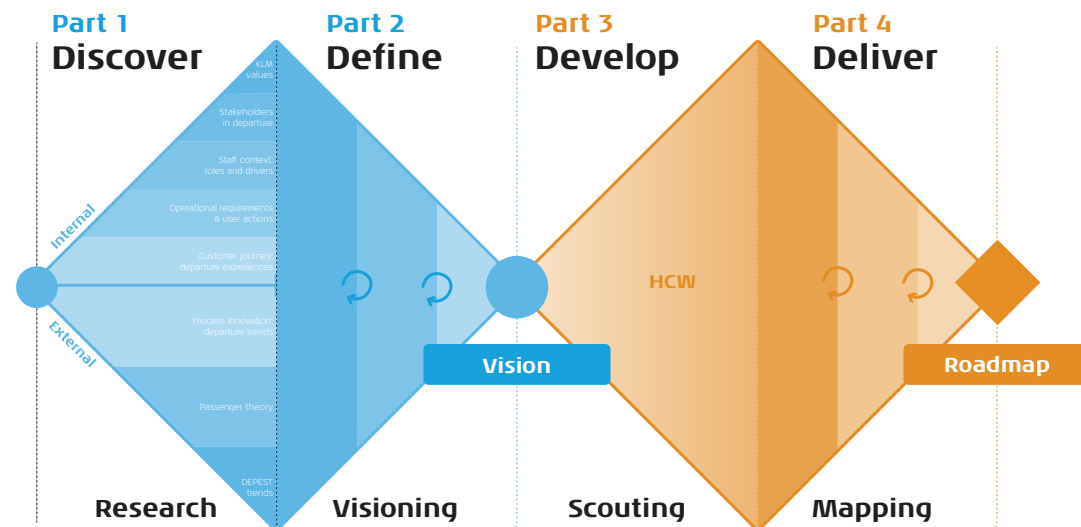 Part 1
Discover
Part 2
Define
Part 3
Develop
Part 4
Deliver
KLM
values
Stakeholders
in departure
Staff context
roles and drivers
Operational requirements
& user actions
Internal
Customer journey:
departure experiences
External
Process innovation:
departure trends
HCW
Vision
Roadmap
Passenger theory
DEPEST
trends
Research
Visioning
Scouting
Mapping